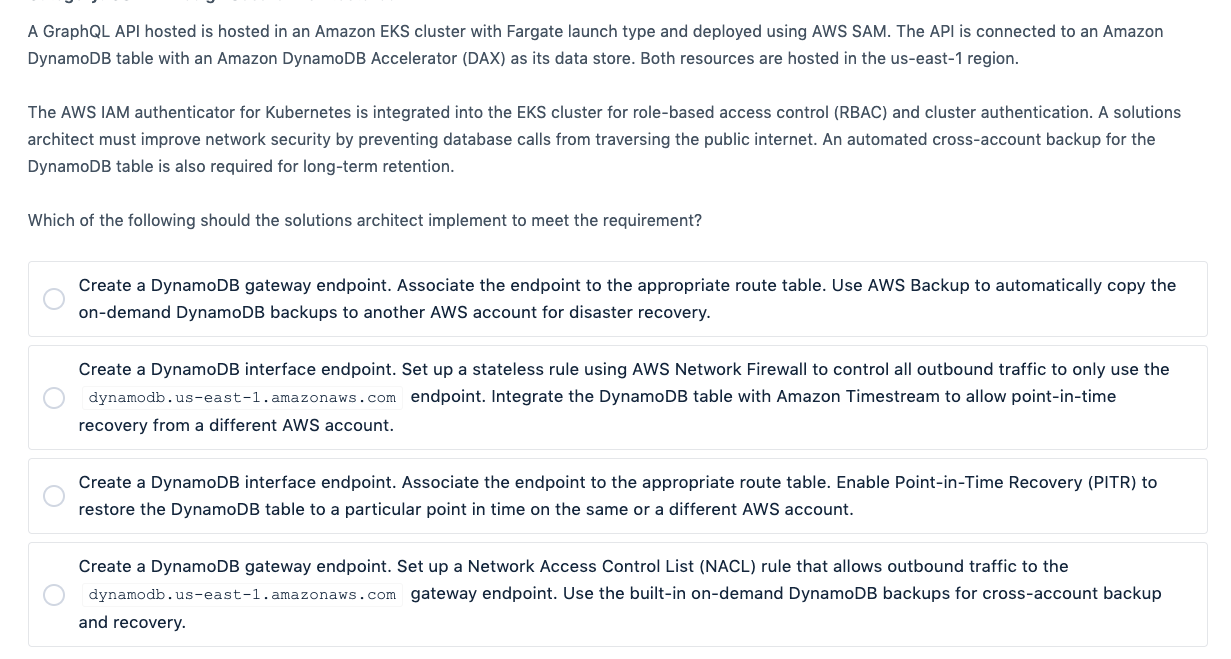 A GraphQL API hosted is hosted in an Amazon EKS cluster with Fargate launch type and deployed using AWS SAM. The API is connected to an Amazon
DynamoDB table with an Amazon DynamoDB Accelerator (DAX) as its data store. Both resources are hosted in the us-east-1 region.
The AWS IAM authenticator for Kubernetes is integrated into the EKS cluster for role-based access control (RBAC) and cluster authentication. A solutions
architect must improve network security by preventing database calls from traversing the public internet. An automated cross-account backup for the
DynamoDB table is also required for long-term retention.
Which of the following should the solutions architect implement to meet the requirement?
Create a DynamoDB gateway endpoint. Associate the endpoint to the appropriate route table. Use AWS Backup to automatically copy the
on-demand DynamoDB backups to another AWS account for disaster recovery.
Create a DynamoDB interface endpoint. Set up a stateless rule using AWS Network Firewall to control all outbound traffic to only use the
dynamodb.us-east-1.amazonaws.com endpoint. Integrate the DynamoDB table with Amazon Timestream to allow point-in-time
recovery from a different AWS account.
Create a DynamoDB interface endpoint. Associate the endpoint to the appropriate route table. Enable Point-in-Time Recovery (PITR) to
restore the DynamoDB table to a particular point in time on the same or a different AWS account.
Create a DynamoDB gateway endpoint. Set up a Network Access Control List (NACL) rule that allows outbound traffic to the
dynamodb.us-east-1.amazonaws.com gateway endpoint. Use the built-in on-demand DynamoDB backups for cross-account backup
and recovery.